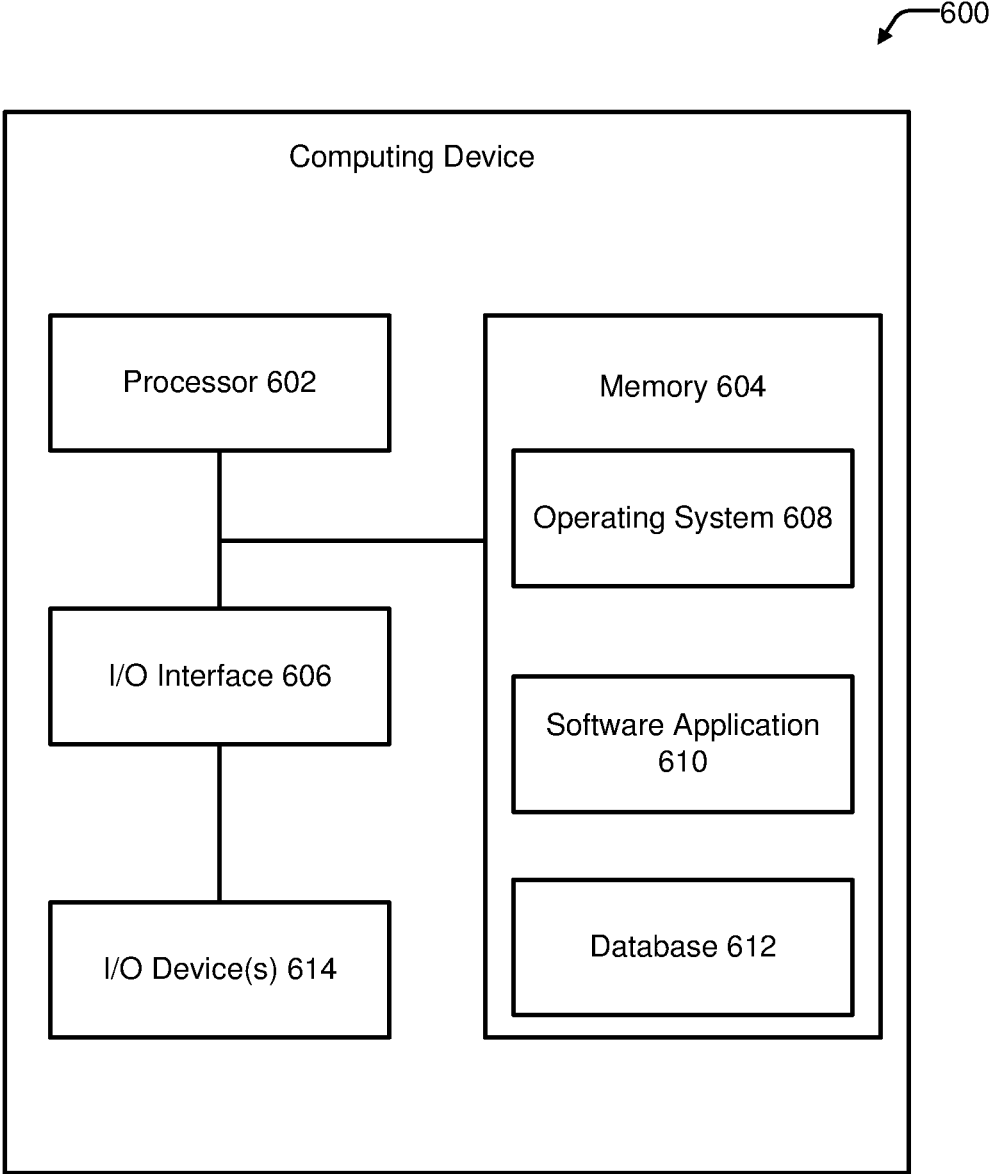 600
Computing Device
Processor 602
Memory 604
Operating System 608
I/O Interface 606
Software Application
610
Database 612
I/O Device(s) 614